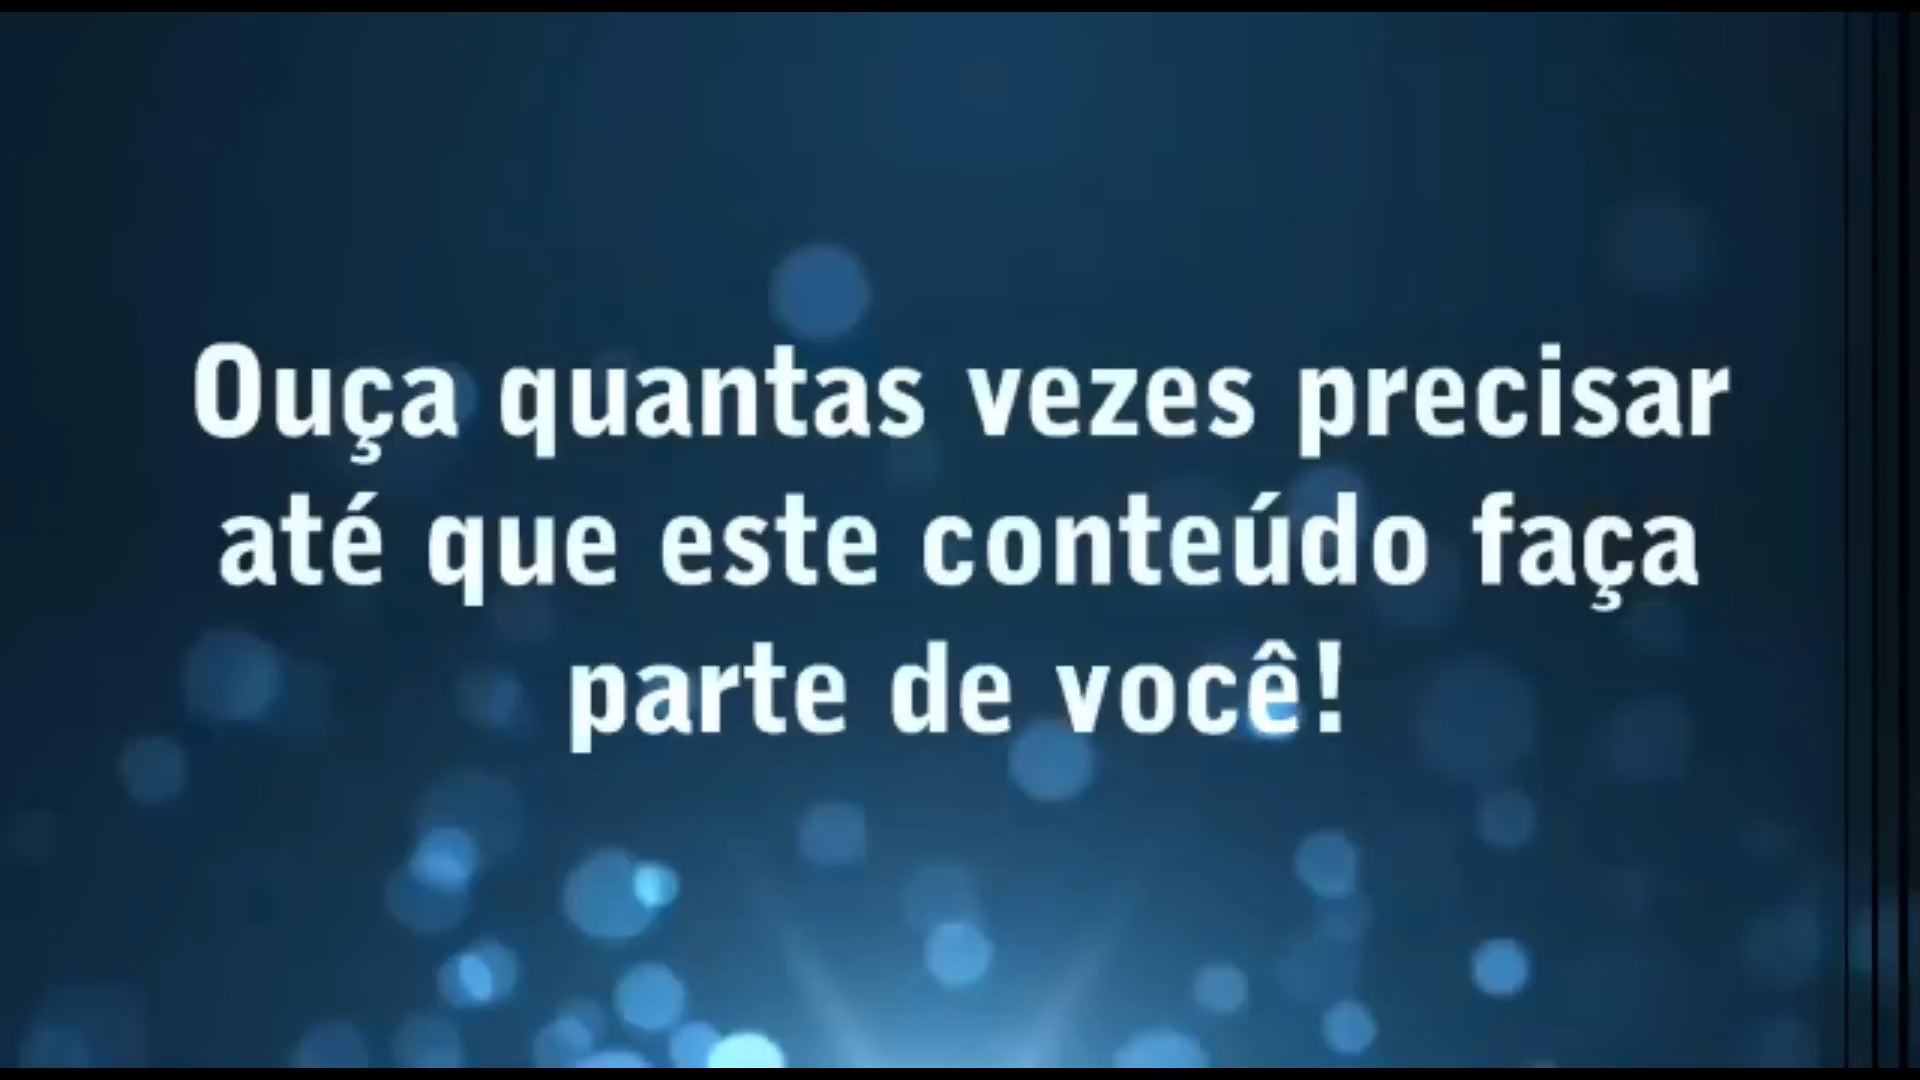 Ouça quantas vezes precisar
até que este conteúdo faça
parte de você!